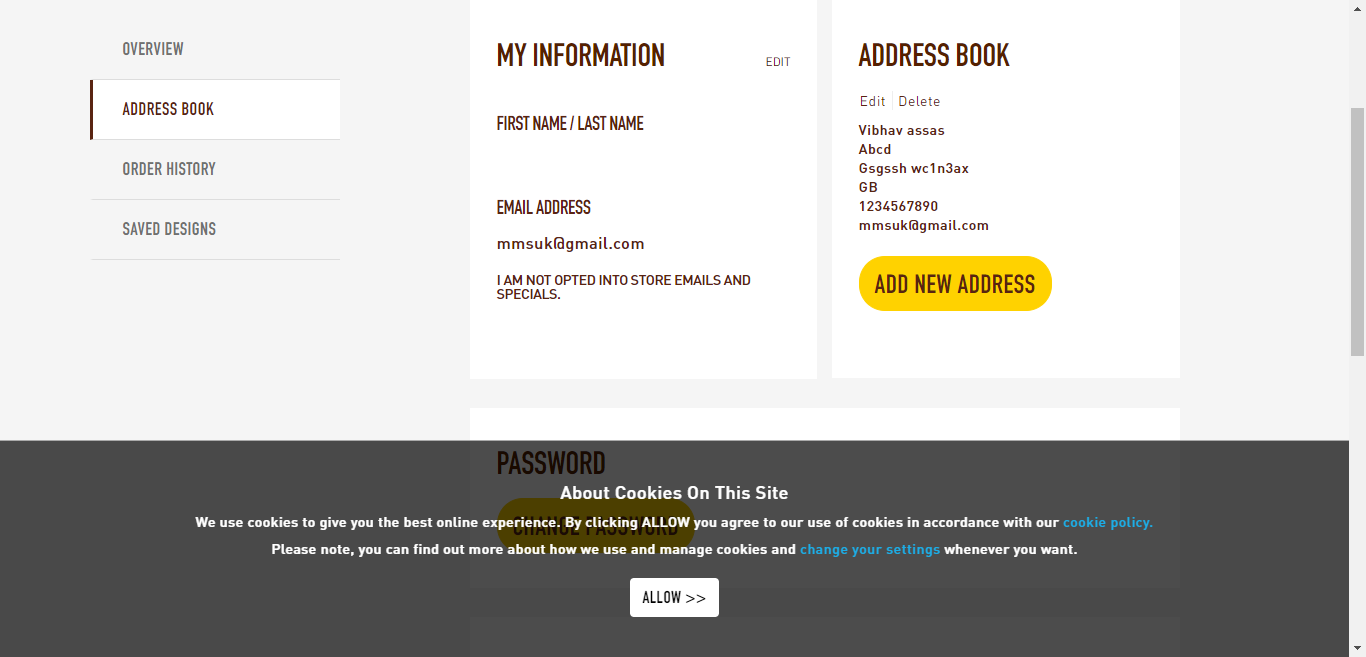 OVERVIEW
ADDRESS BOOK
ORDER HISTORY
SAVED DESIGNS
MY INFORMATION
EDIT
FIRST NAME / LAST NAME
EMAIL ADDRESS
mmsuk@gmail.com
I AM NOT OPTED INTO STORE EMAILS AND
SPECIALS.
ADDRESS BOOK
Edit Delete
Vibhav assas
Abcd
Gsgssh wc1n3ax
GB
1234567890
mmsuk@gmail.com
ADD NEW ADDRESS
PASSWORD
CHANGE PASSWORD
About Cookies On This Site
We use cookies to give you the best online experience. By clicking ALLOW you agree to our use of cookies in accordance with our cookie policy.
Please note, you can find out more about how we use and manage cookies and change your settings whenever you want.
ALLOW >>